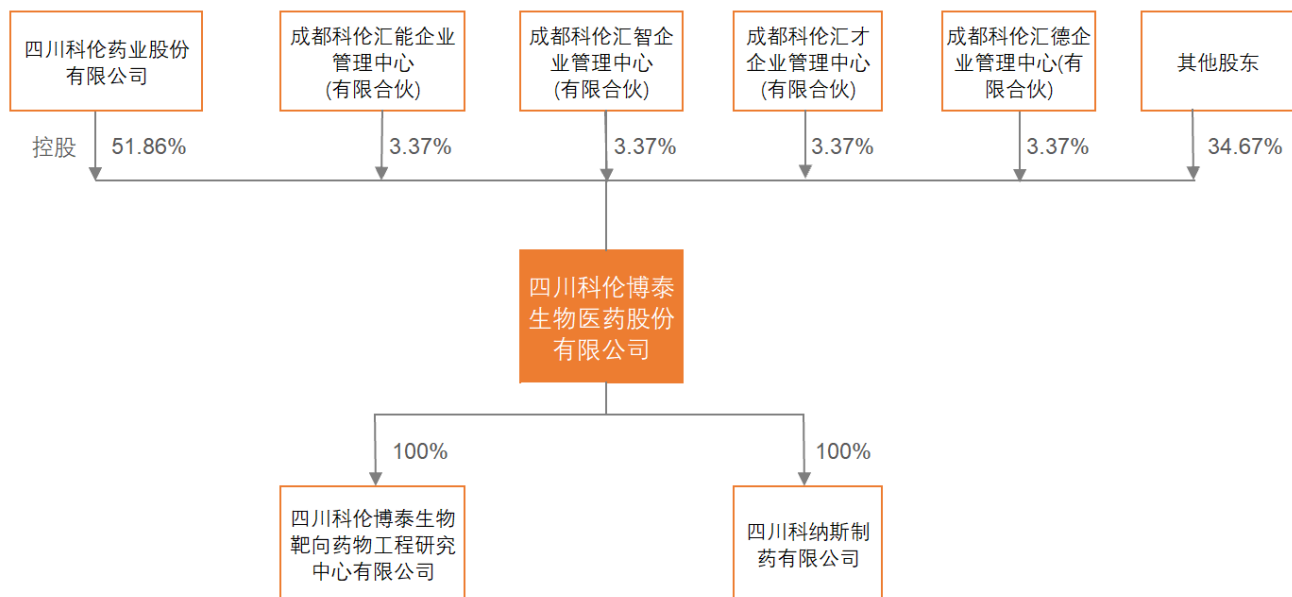 四川科伦药业股份
有限公司
成都科伦汇能企业
管理中心
(有限合伙)
成都科伦汇智企
业管理中心
(有限合伙)
成都科伦汇才
企业管理中心
(有限合伙)
成都科伦汇德企
业管理中心(有
限合伙)
其他股东
控股
51.86%
3.37%
3.37%
3.37%
3.37%
34.67%
四川科伦博泰
生物医药股份
有限公司
100%
100%
四川科伦博泰生物
靶向药物工程研究
中心有限公司
四川科纳斯制
药有限公司